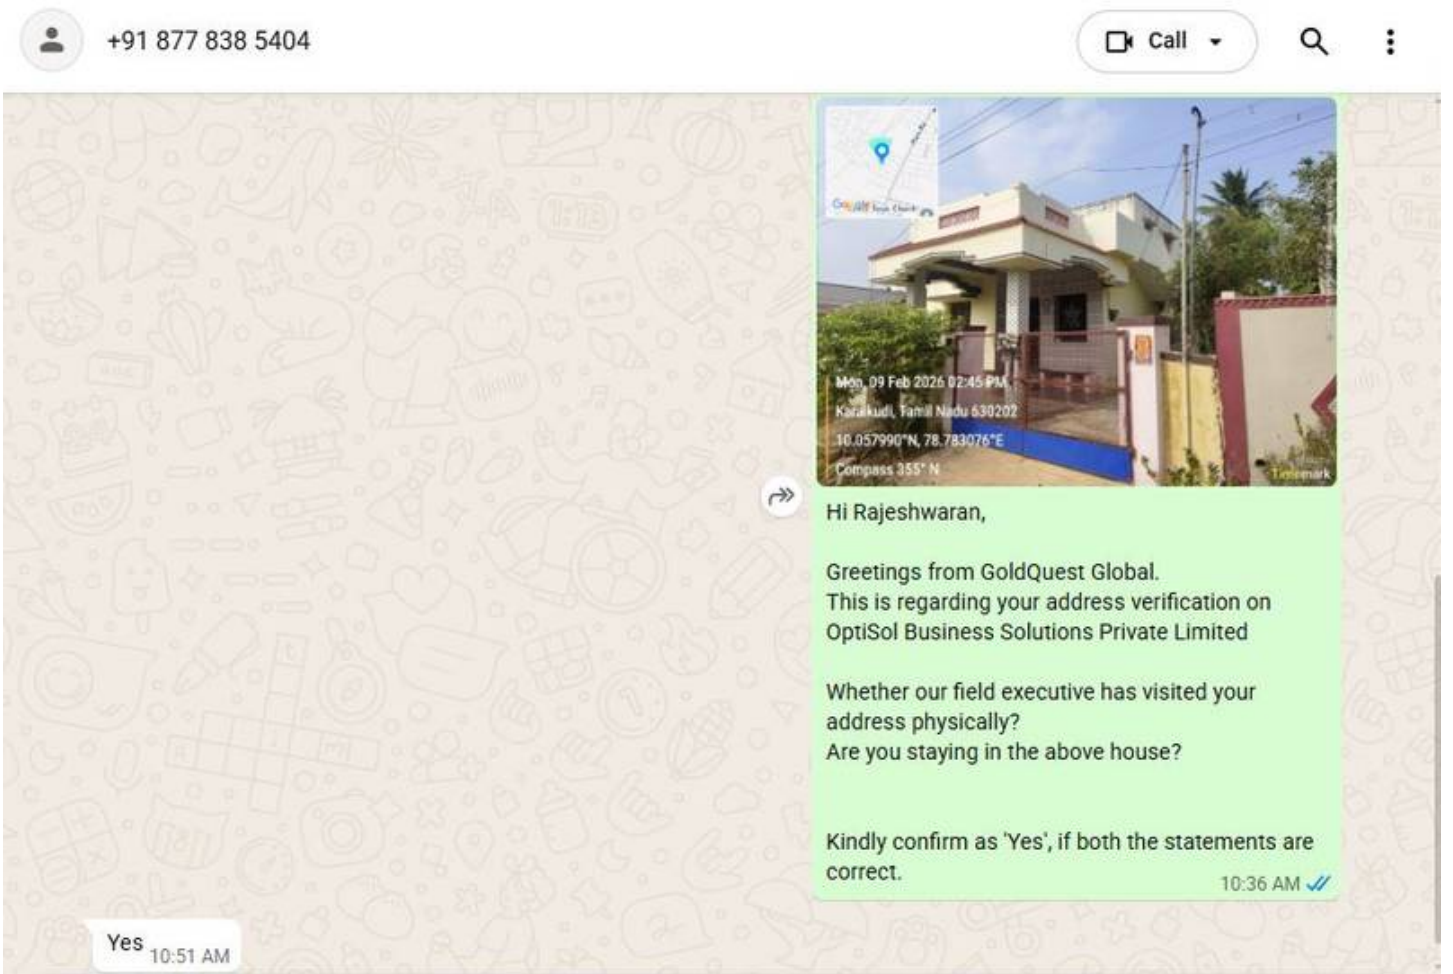 +91 877 838 5404
Call
Mon, 09 Feb 2026 02:45 PM
Karaikudi, Tamil Nadu 630202
10.057990°N, 78.783076°E
Compass 355° N
Timemark
Hi Rajeshwaran,
Greetings from GoldQuest Global.
This is regarding your address verification on
OptiSol Business Solutions Private Limited
Whether our field executive has visited your
address physically?
Are you staying in the above house?
Kindly confirm as 'Yes', if both the statements are
correct.
10:36 AM
Yes
10:51 AM